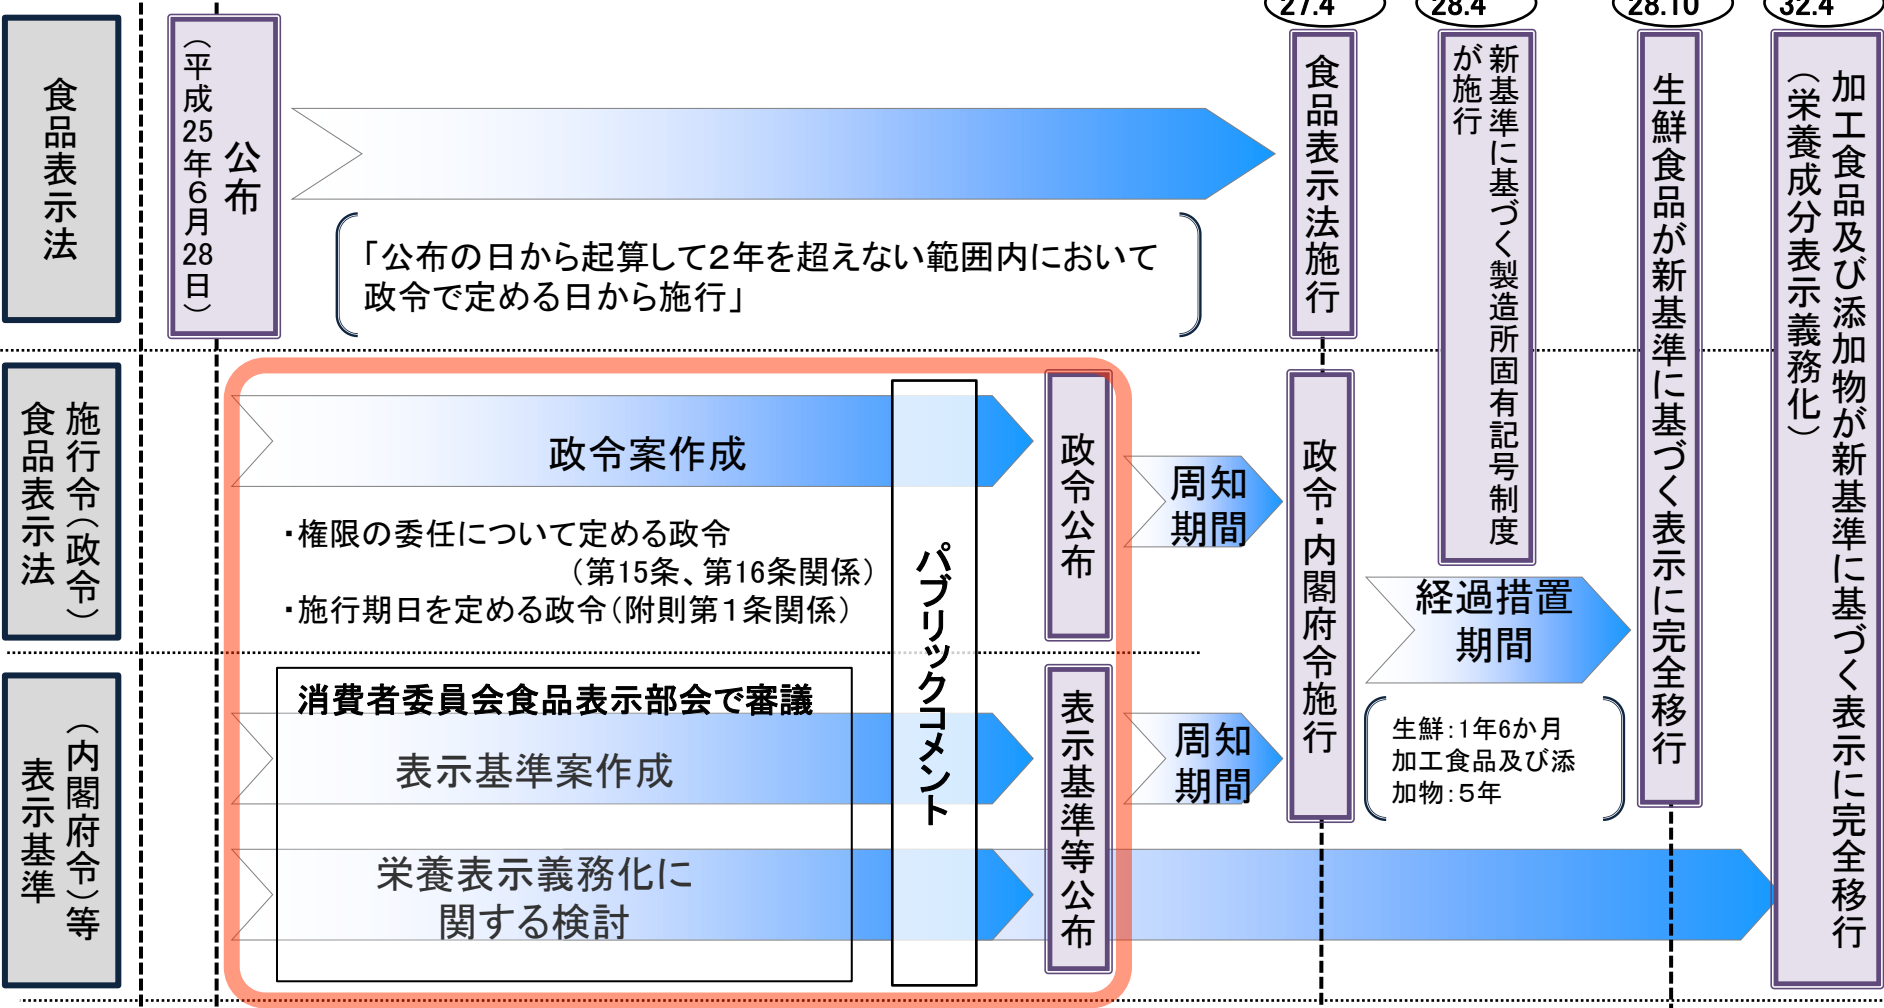 27.4
28.4
28.10
32.4
食品表示法
公布
（平成25年６月28日）
「公布の日から起算して２年を超えない範囲内において
政令で定める日から施行」
食品表示法施行
新基準に基づく製造所固有記号制度
が施行
生鮮食品が新基準に基づく表示に完全移行
加工食品及び添加物が新基準に基づく表示に完全移行
（栄養成分表示義務化）
食品表示法
施行令（政令）
政令案作成
・権限の委任について定める政令
（第15条、第16条関係）
・施行期日を定める政令（附則第１条関係）
パブリックコメント
政令公布
周知
期間
政令・内閣府令施行
経過措置
期間
生鮮：1年6か月
加工食品及び添
加物：５年
表示基準
（内閣府令）等
消費者委員会食品表示部会で審議
表示基準案作成
栄養表示義務化に
関する検討
表示基準等公布
周知
期間